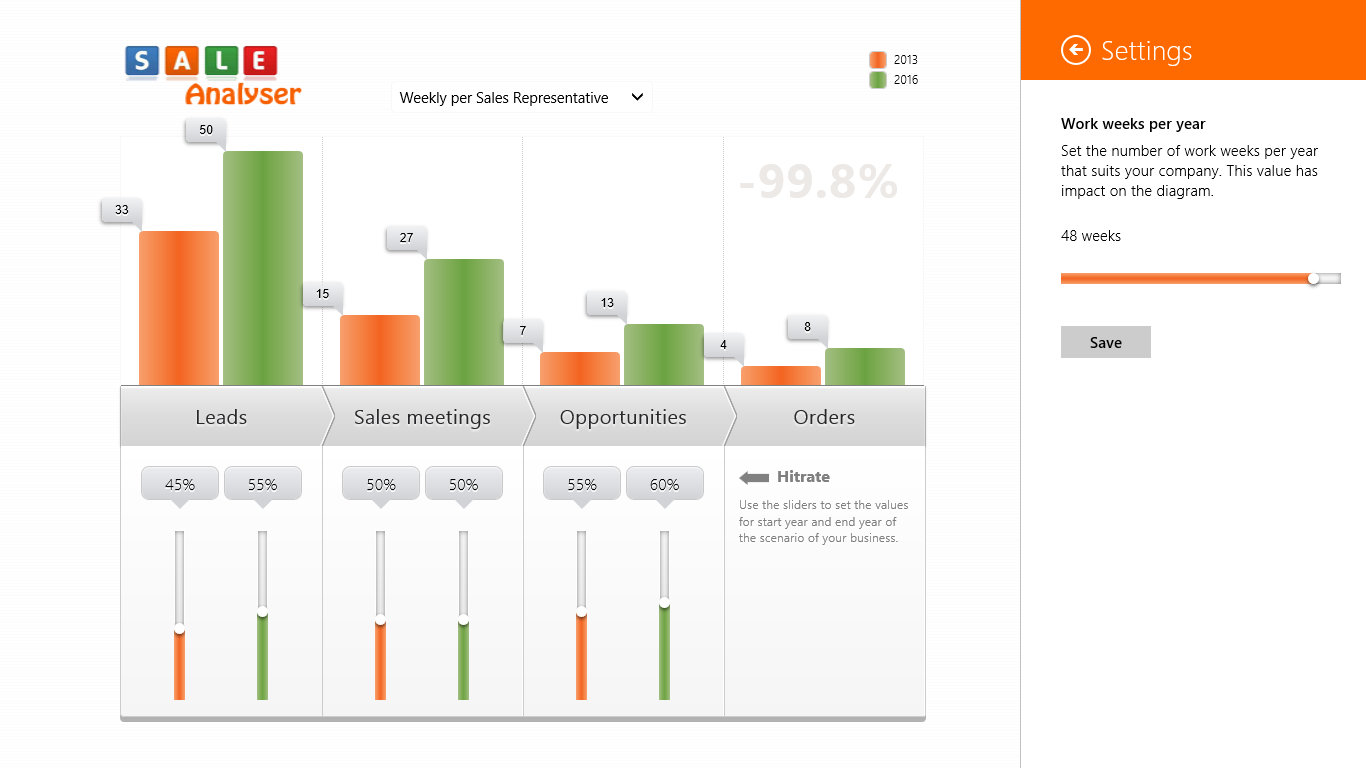 SALE
Analyser
Weekly per Sales Representative
2013
2016
-99.8%
33
50
15
27
7
13
4
8
Leads
Sales meetings
Opportunities
Orders
45%
55%
50%
50%
55%
60%
Hitrate
Use the sliders to set the values
for start year and end year of
the scenario of your business.
Settings
Work weeks per year
Set the number of work weeks per year
that suits your company. This value has
impact on the diagram.
48 weeks
Save